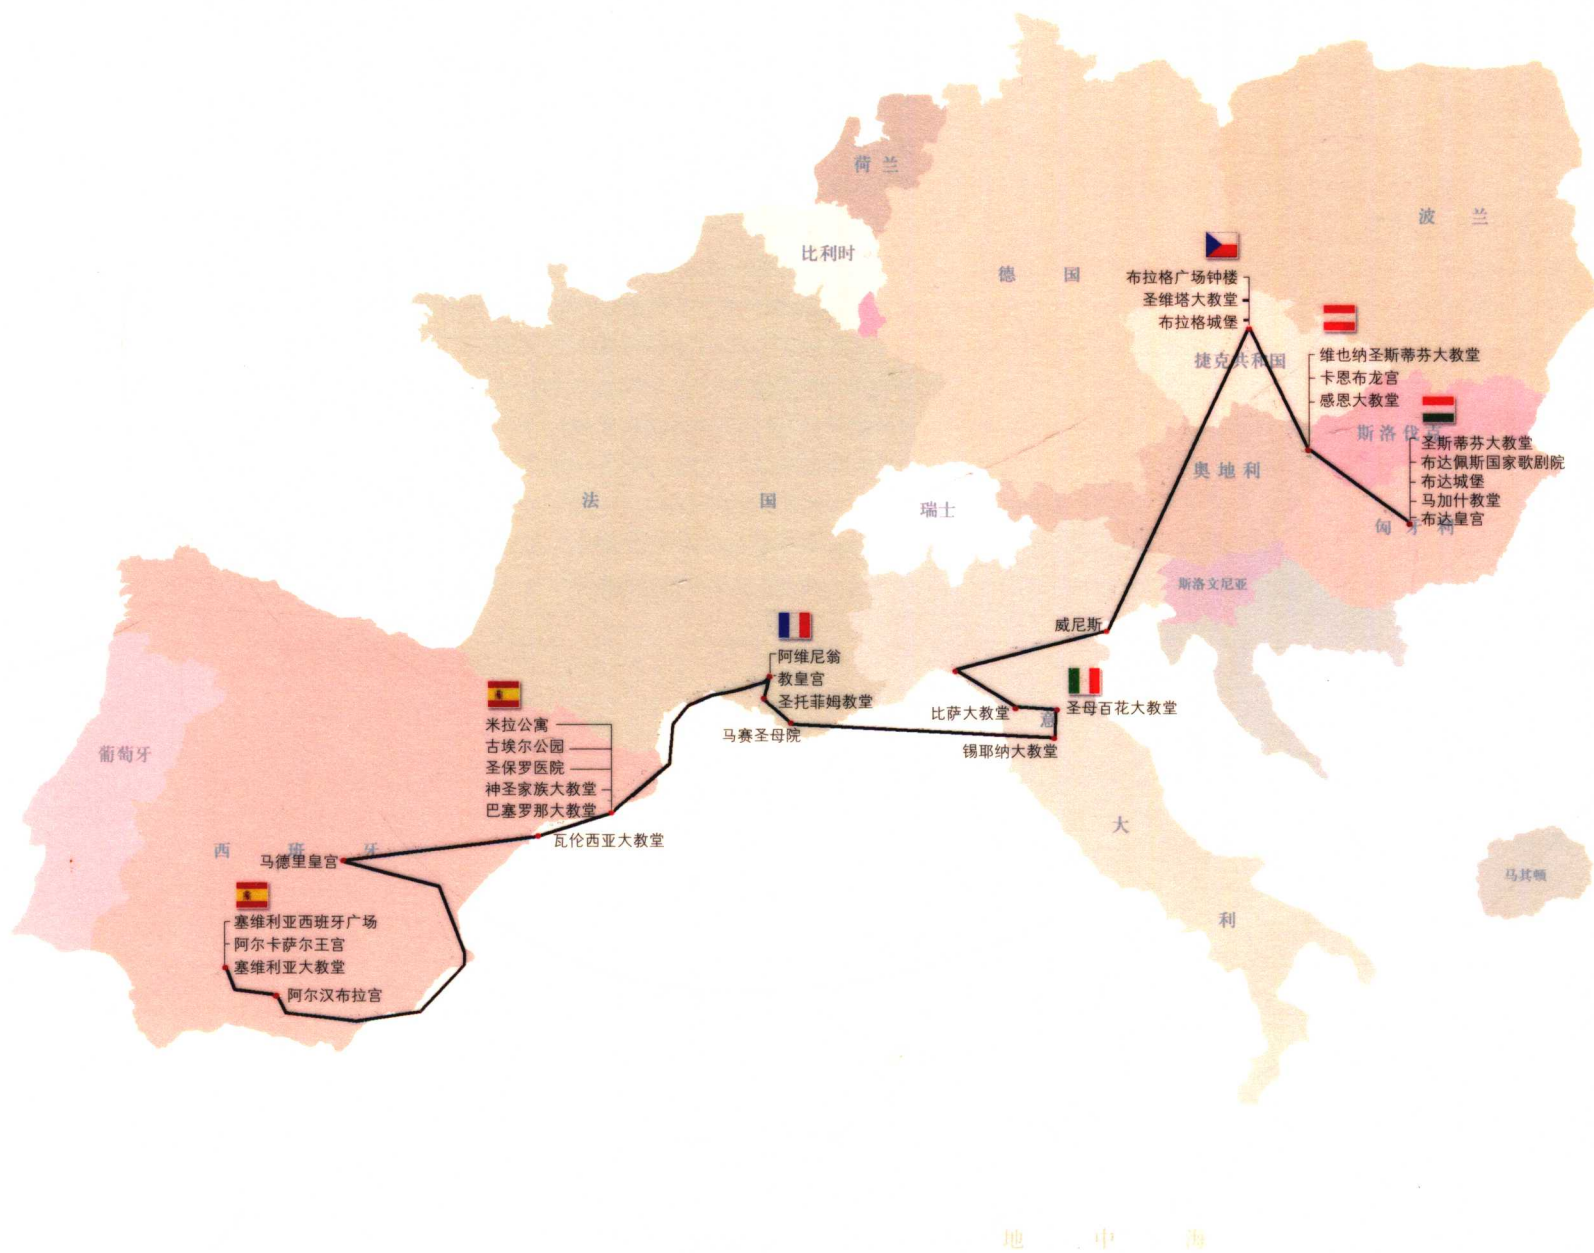 荷兰
波兰
比利时
德国
布拉格广场钟楼
圣维塔大教堂
布拉格城堡
捷克共和国
维也纳圣斯蒂芬大教堂
卡恩布龙宫
感恩大教堂
斯洛伐克
圣斯蒂芬大教堂
布达佩斯国家歌剧院
布达城堡
马加什教堂
布达皇宫
匈牙利
奥地利
法国
瑞士
斯洛文尼亚
威尼斯
阿维尼翁
教皇宫
圣托菲姆教堂
马赛圣母院
比萨大教堂
圣母百花大教堂
锡耶纳大教堂
意大利
米拉公寓
古埃尔公园
圣保罗医院
神圣家族大教堂
巴塞罗那大教堂
瓦伦西亚大教堂
葡萄牙
西班牙
马德里皇宫
塞维利亚西班牙广场
阿尔卡萨尔王宫
塞维利亚大教堂
阿尔汉布拉宫
马其顿
地中海